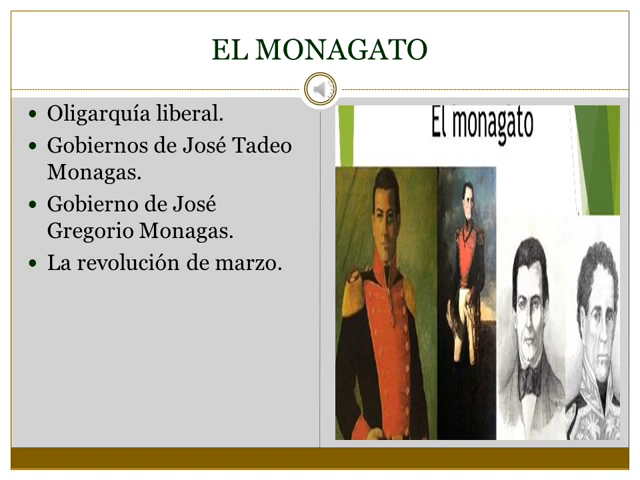 EL MONAGATO
• Oligarquía liberal.
• Gobiernos de José Tadeo
Monagas.
• Gobierno de José
Gregorio Monagas.
• La revolución de marzo.
El monagato